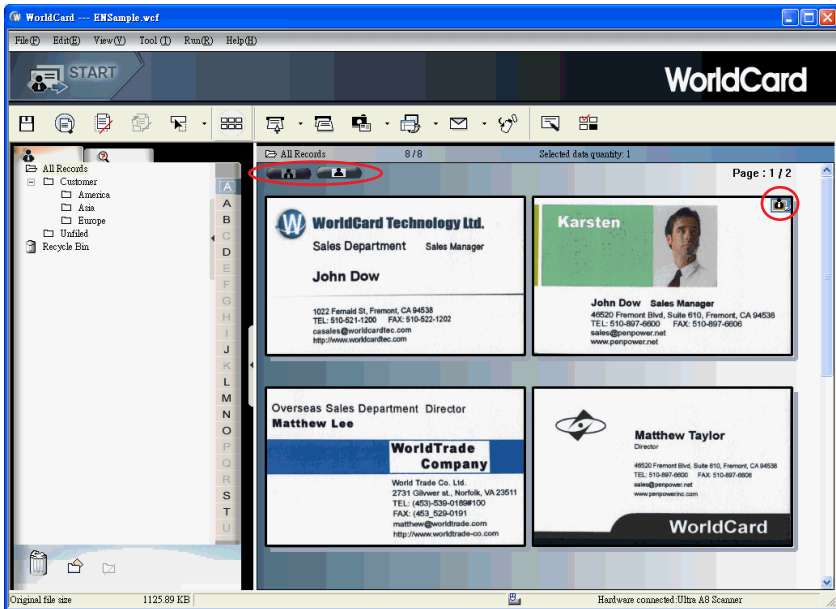 WorldCard --- ENSample.wcf
File(F) Edit(E) View(V) Tool (T) Run(R) Help(H)
START
WorldCard
All Records 8/8 Selected data quantity: 1
Page : 1 / 2
All Records
Customer
America
Asia
Europe
Unfiled
Recycle Bin
A
A
B
C
D
E
F
G
H
I
J
K
L
M
N
O
P
Q
R
S
T
U
W
WorldCard Technology Ltd.
Sales Department Sales Manager
John Dow
1022 Fernald St, Fremont, CA 94538
TEL: 510-521-1200 FAX: 510-522-1202
casales@worldcardtec.com
http://www.worldcardtec.com
Karsten
John Dow Sales Manager
46520 Fremont Blvd, Suite 610, Fremont, CA 94538
TEL: 510-897-6600 FAX: 510-897-6606
sales@penpower.net
www.penpower.net
Overseas Sales Department Director
Matthew Lee
WorldTrade
Company
World Trade Co. Ltd.
2731 Gilvwer st., Norfolk, VA 23511
TEL: (453)-539-0189#100
FAX: (453_529-0191
matthew@worldtrade.com
http://www.worldtrade-co.com
Matthew Taylor
Director
46520 Fremont Blvd, Suite 610, Fremont, CA 94538
TEL: 510-897-6600 FAX: 510-897-6606
sales@penpower.net
www.penpowerinc.com
WorldCard
Original file size 1125.89 KB Hardware connected:Ultra A8 Scanner